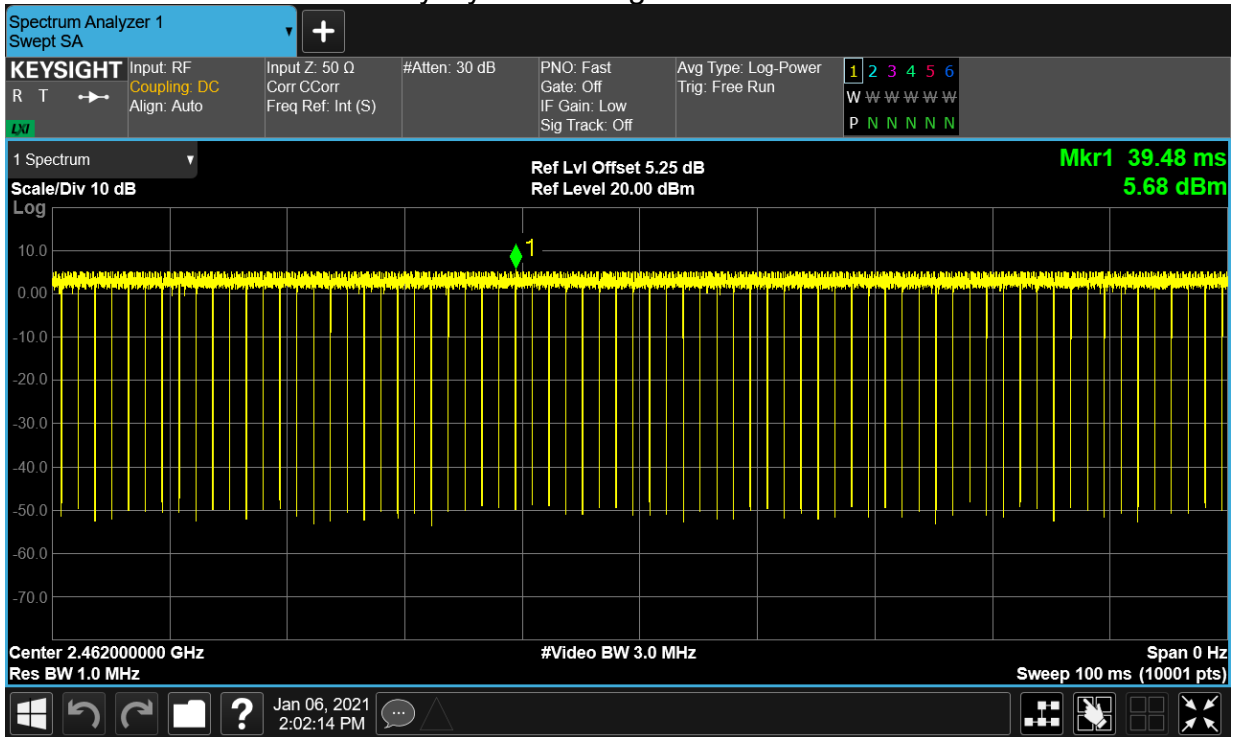 Spectrum Analyzer 1
Swept SA
+
KEYSIGHT
R T
LXI
Input: RF
Coupling: DC
Align: Auto
Input Z: 50 Ω
Corr CCorr
Freq Ref: Int (S)
#Atten: 30 dB
PNO: Fast
Gate: Off
IF Gain: Low
Sig Track: Off
Avg Type: Log-Power
Trig: Free Run
1 2 3 4 5 6
W W W W W W
P N N N N N
1 Spectrum
Scale/Div 10 dB
Log
Ref Lvl Offset 5.25 dB
Ref Level 20.00 dBm
Mkr1 39.48 ms
5.68 dBm
1
10.0
0.00
-10.0
-20.0
-30.0
-40.0
-50.0
-60.0
-70.0
Center 2.462000000 GHz
Res BW 1.0 MHz
#Video BW 3.0 MHz
Span 0 Hz
Sweep 100 ms (10001 pts)
?
Jan 06, 2021
2:02:14 PM